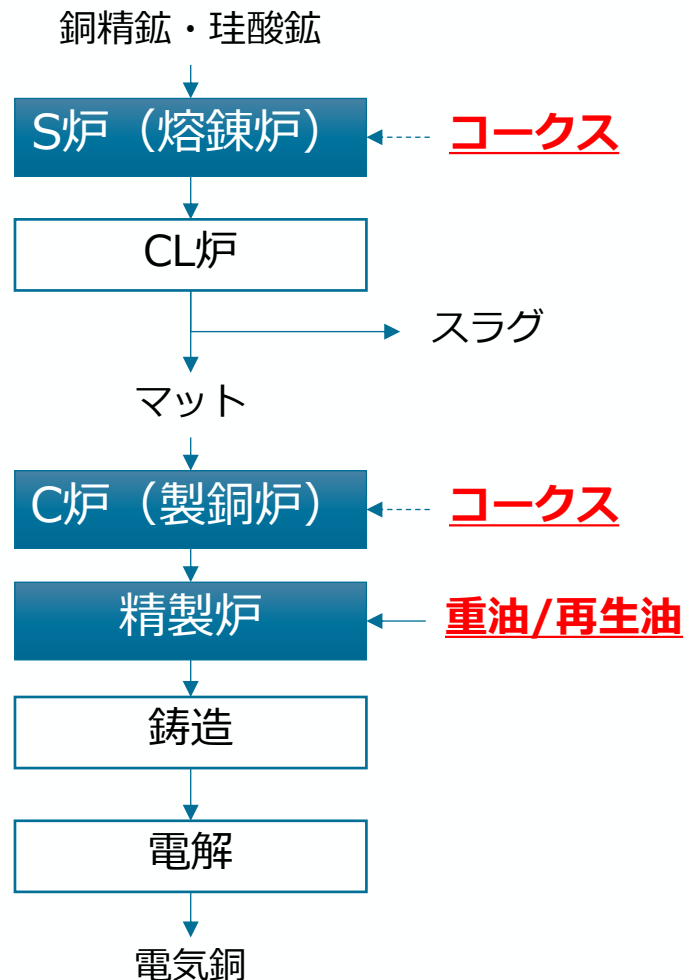 銅精鉱・珪酸鉱
S炉（熔錬炉）
コークス
CL炉
スラグ
マット
C炉（製銅炉）
コークス
精製炉
重油/再生油
鋳造
電解
電気銅